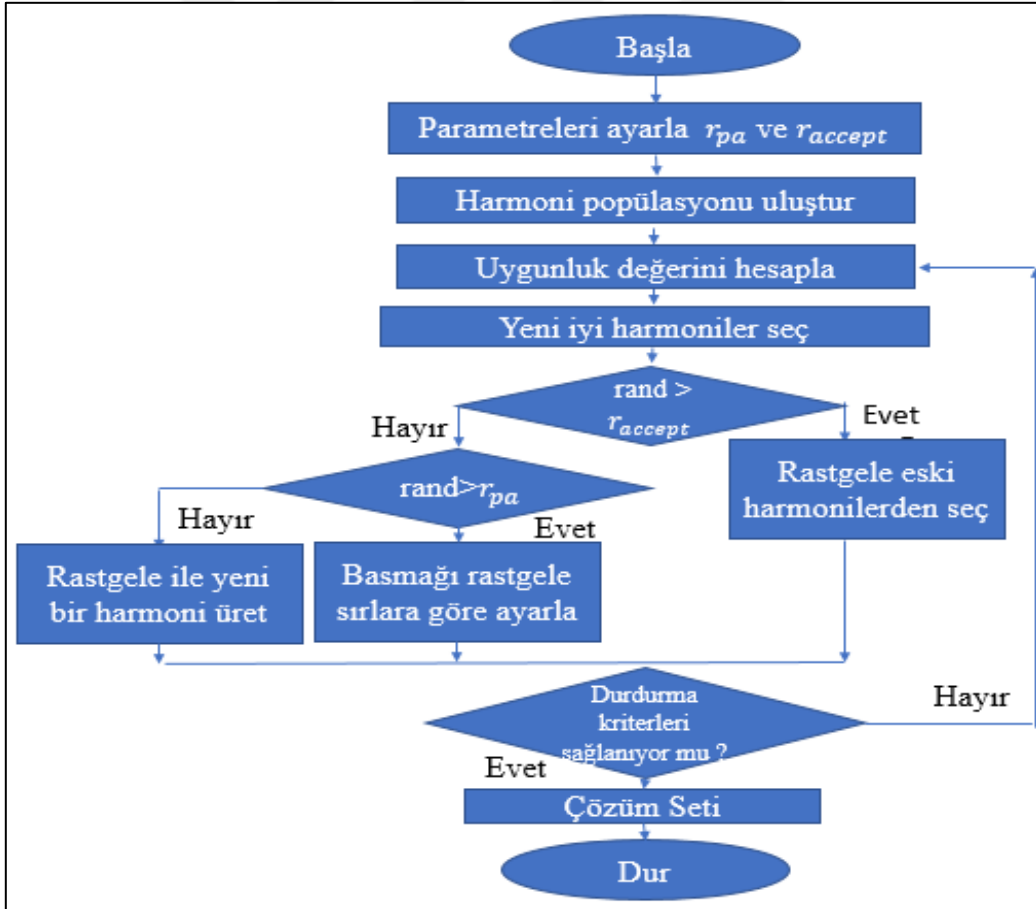 Başla
Parametreleri ayarla r_pa ve r_accept
Harmoni popülasyonu uluştur
Uygunluk değerini hesapla
Yeni iyi harmoniler seç
rand >
r_accept
Hayır
Evet
rand>r_pa
Rastgele eski
harmonilerden seç
Hayır
Evet
Rastgele ile yeni
bir harmoni üret
Basmağı rastgele
sırlara göre ayarla
Durdurma
kriterleri
sağlanıyor mu ?
Hayır
Evet
Çözüm Seti
Dur